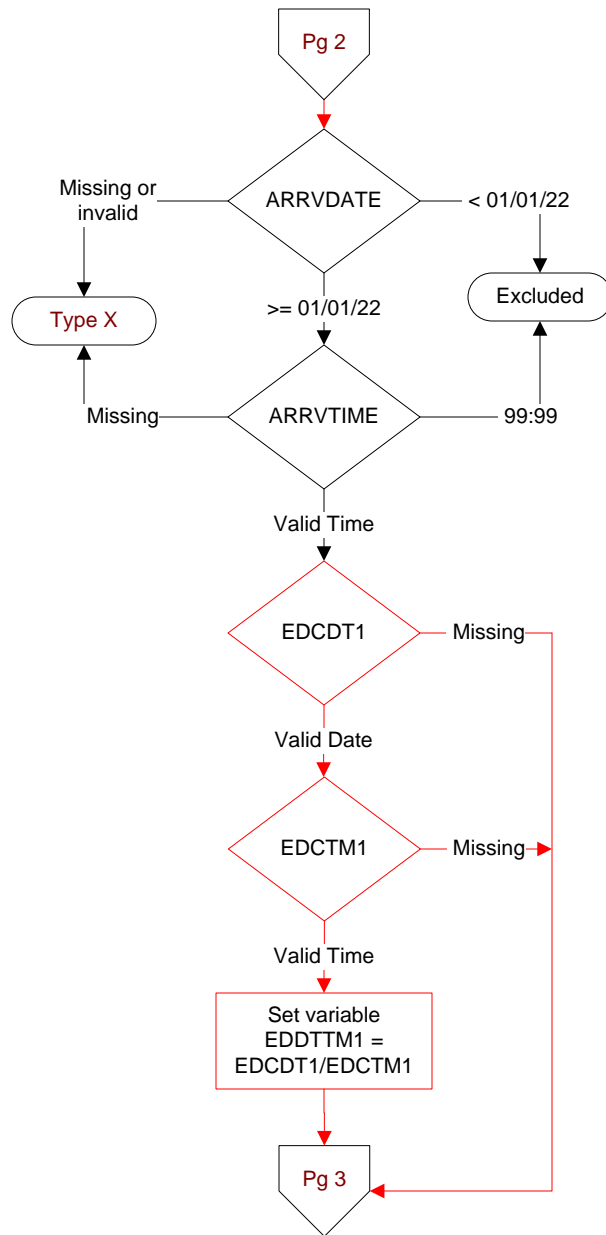 Pg 2
Missing or
invalid
ARRVDATE
< 01/01/22
Type X
>= 01/01/22
Excluded
Missing
ARRVTIME
99:99
Valid Time
EDCDT1
Missing
Valid Date
EDCTM1
Missing
Valid Time
Set variable
EDDTTM1 =
EDCDT1/EDCTM1
Pg 3